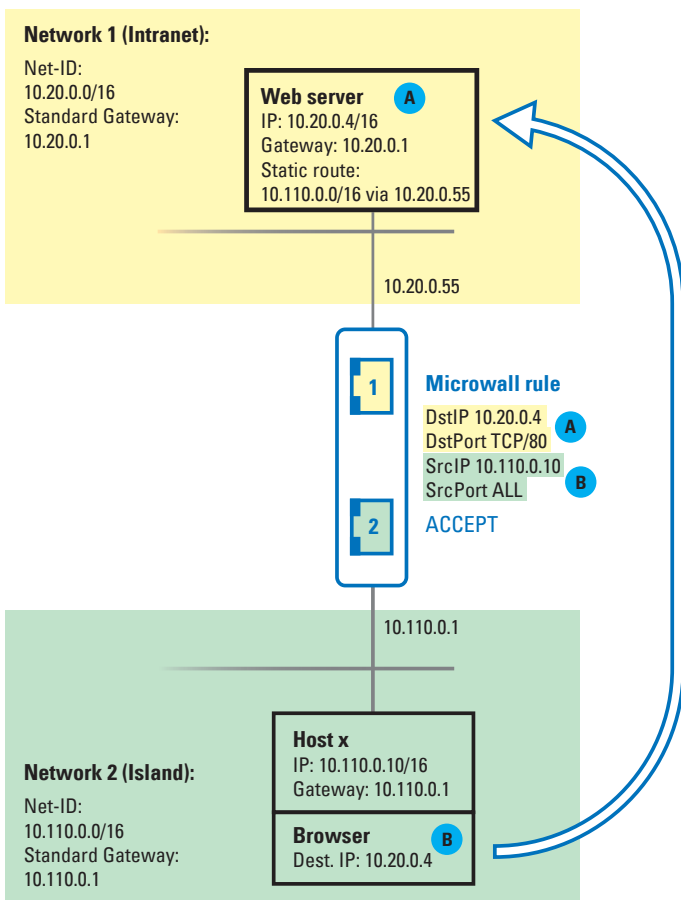 Network 1 (Intranet):
Net-ID:
10.20.0.0/16
Standard Gateway:
10.20.0.1
Web server
A
IP: 10.20.0.4/16
Gateway: 10.20.0.1
Static route:
10.110.0.0/16 via 10.20.0.55
10.20.0.55
1
Microwall rule
DstIP 10.20.0.4
DstPort TCP/80
A
SrcIP 10.110.0.10
SrcPort ALL
B
2
ACCEPT
10.110.0.1
Host x
IP: 10.110.0.10/16
Gateway: 10.110.0.1
Browser
B
Dest. IP: 10.20.0.4
Network 2 (Island):
Net-ID:
10.110.0.0/16
Standard Gateway:
10.110.0.1